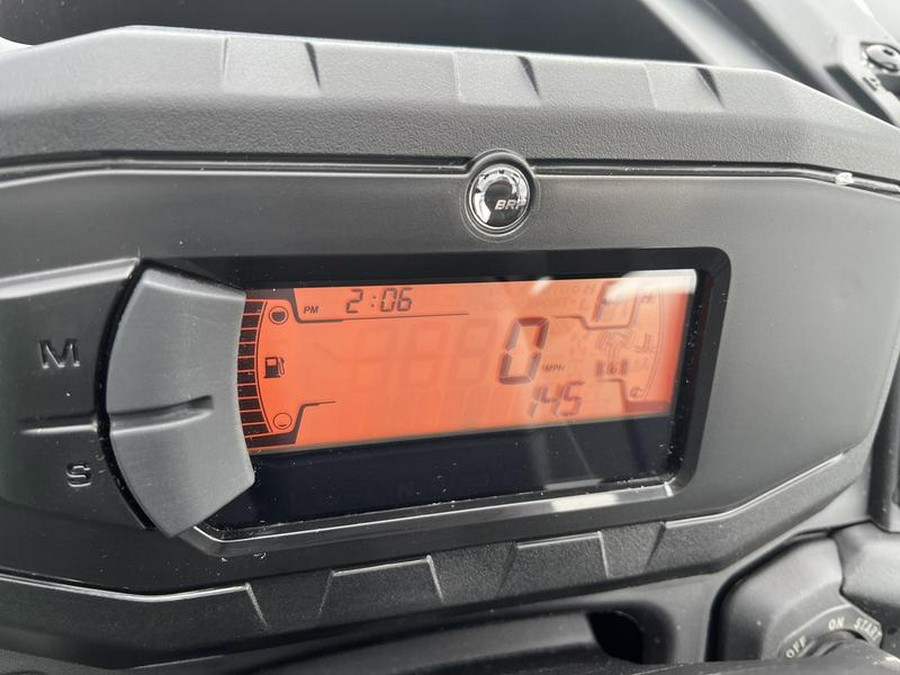 BRP
PM 2:06
0 MPH
145
M
S
OFF ON START